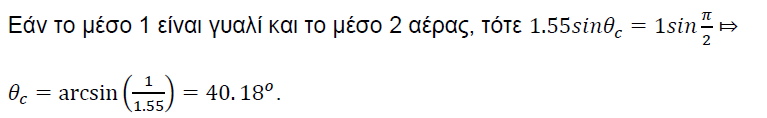 Εάν το μέσο 1 είναι γυαλί και το μέσο 2 αέρας, τότε 1.55sinθ_c = 1sin π/2 ⤇
θ_c = arcsin(1/1.55) = 40.18°.